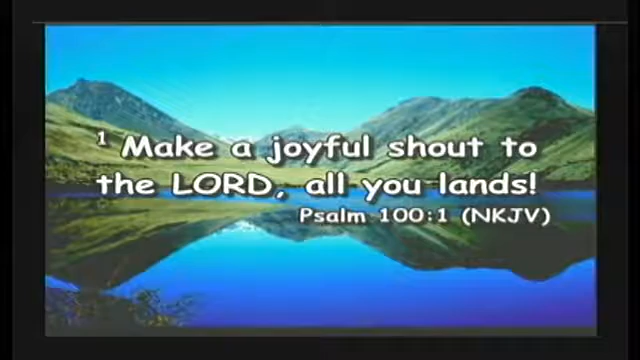 1 Make a joyful shout to
the LORD, all you lands!
Psalm 100:1 (NKJV)